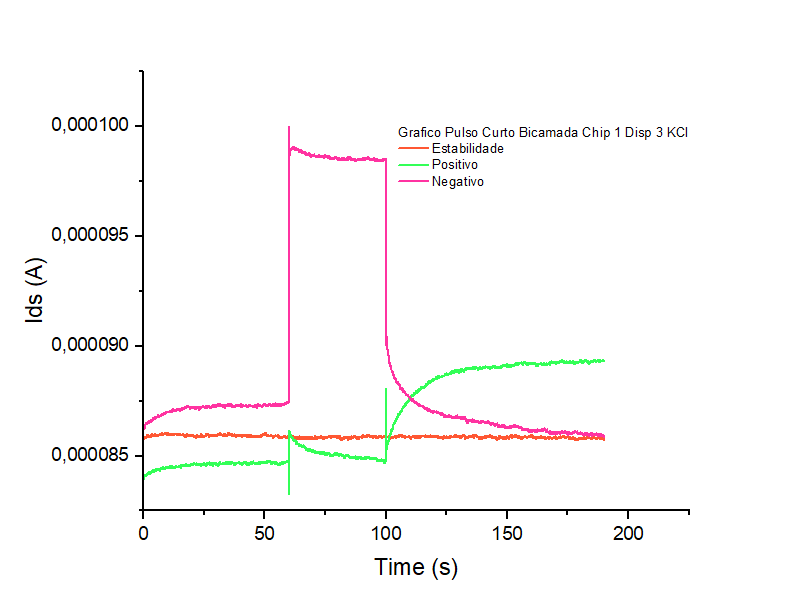 0,000100
0,000095
0,000090
0,000085
Ids (A)
Grafico Pulso Curto Bicamada Chip 1 Disp 3 KCl
Estabilidade
Positivo
Negativo
0
50
100
150
200
Time (s)